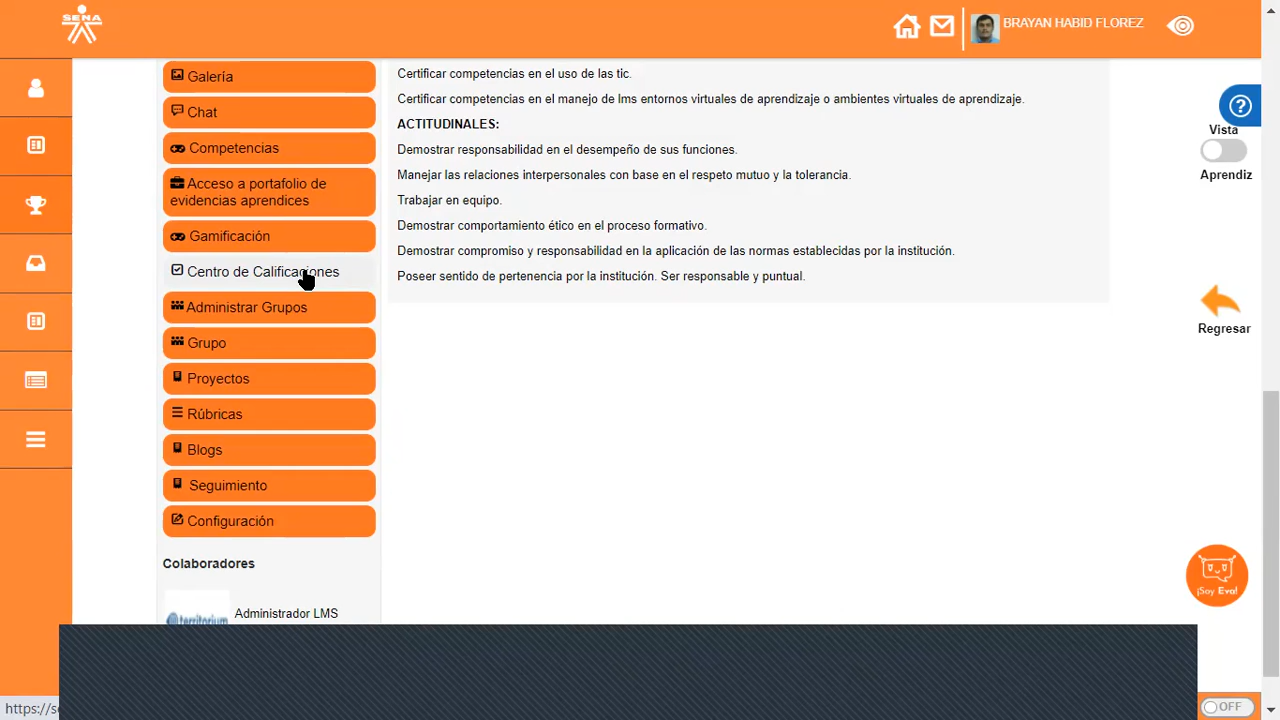 SENA
BRAYAN HABID FLOREZ
Galería
Chat
Competencias
Acceso a portafolio de
evidencias aprendices
Gamificación
Centro de Calificaciones
Administrar Grupos
Grupo
Proyectos
Rúbricas
Blogs
Seguimiento
Configuración
Colaboradores
territorium
Administrador LMS
Certificar competencias en el uso de las tic.
Certificar competencias en el manejo de lms entornos virtuales de aprendizaje o ambientes virtuales de aprendizaje.
ACTITUDINALES:
Demostrar responsabilidad en el desempeño de sus funciones.
Manejar las relaciones interpersonales con base en el respeto mutuo y la tolerancia.
Trabajar en equipo.
Demostrar comportamiento ético en el proceso formativo.
Demostrar compromiso y responsabilidad en la aplicación de las normas establecidas por la institución.
Poseer sentido de pertenencia por la institución. Ser responsable y puntual.
?
Vista
Aprendiz
Regresar
¡Soy Eva!
https://s
OFF